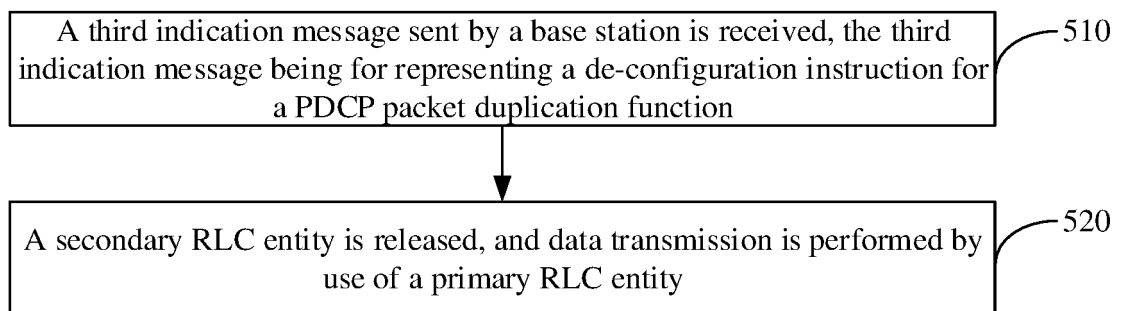 A third indication message sent by a base station is received, the third
indication message being for representing a de-configuration instruction for
a PDCP packet duplication function
510
A secondary RLC entity is released, and data transmission is performed by
use of a primary RLC entity
520